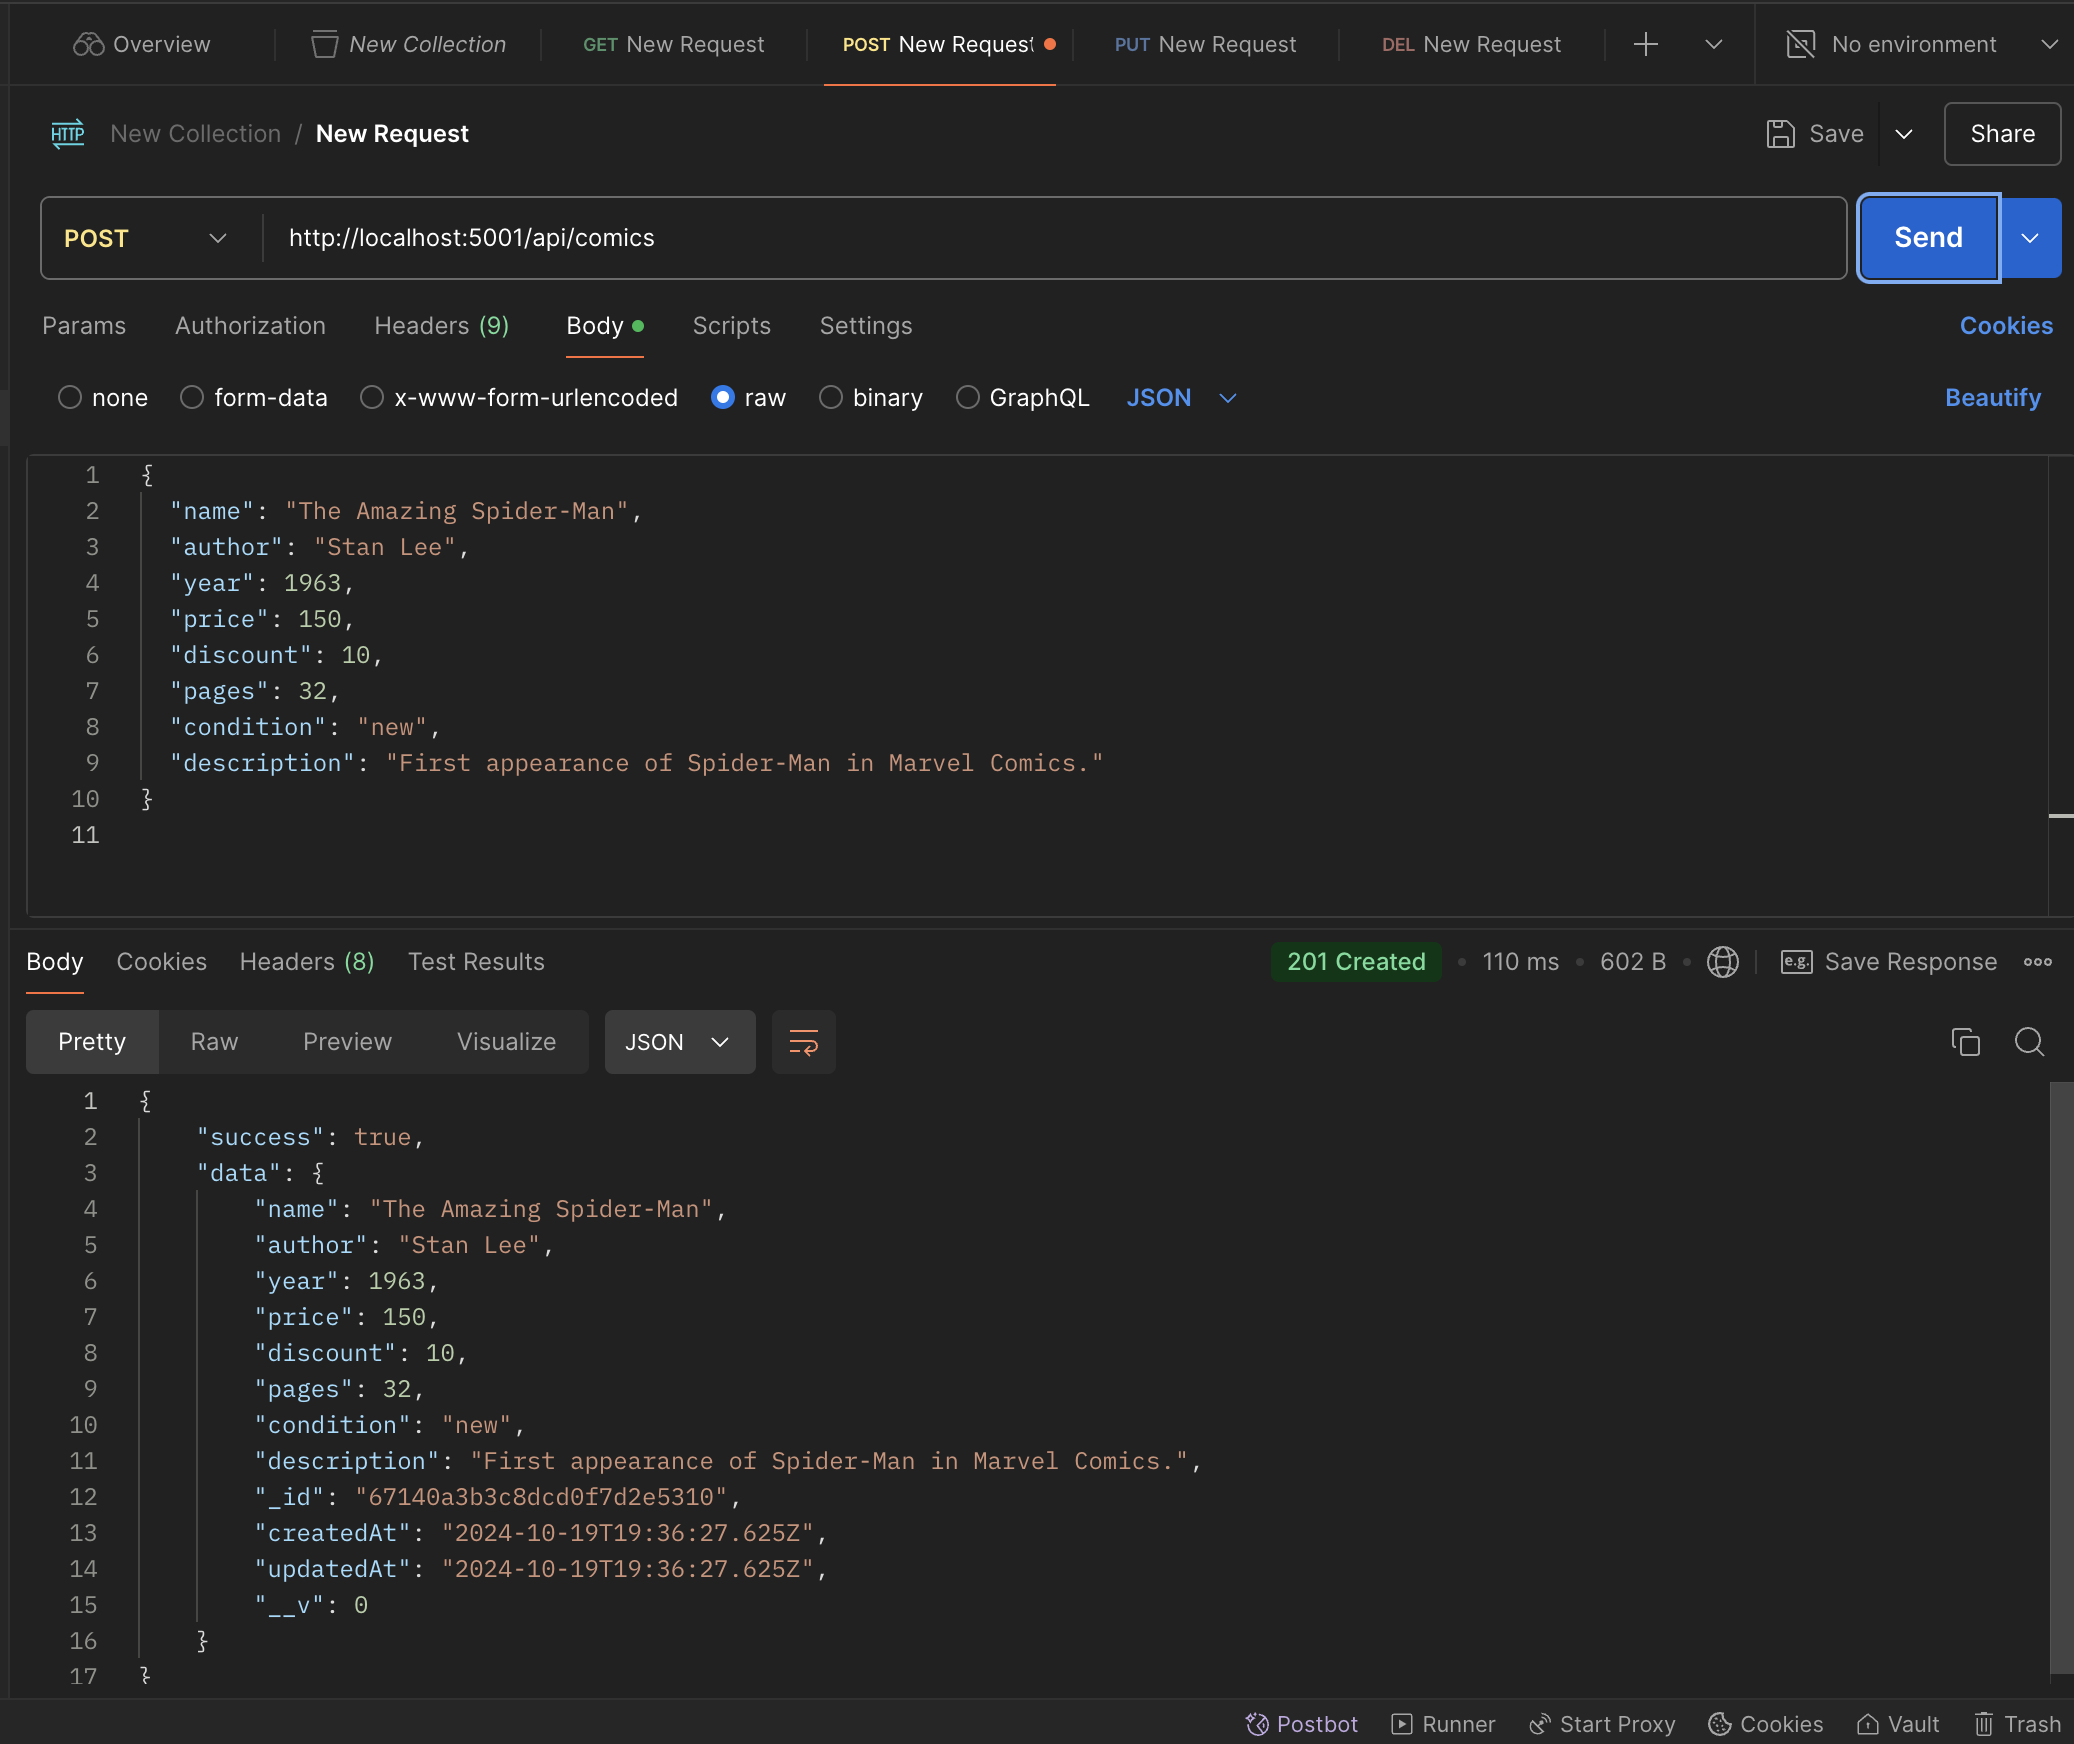 Overview New Collection GET New Request POST New Request PUT New Request DEL New Request No environment
HTTP New Collection / New Request Save Share
POST http://localhost:5001/api/comics Send
Params Authorization Headers (9) Body Scripts Settings Cookies
none form-data x-www-form-urlencoded raw binary GraphQL JSON Beautify
1 {
2 "name": "The Amazing Spider-Man",
3 "author": "Stan Lee",
4 "year": 1963,
5 "price": 150,
6 "discount": 10,
7 "pages": 32,
8 "condition": "new",
9 "description": "First appearance of Spider-Man in Marvel Comics."
10 }
11
Body Cookies Headers (8) Test Results 201 Created • 110 ms • 602 B • e.g. Save Response
Pretty Raw Preview Visualize JSON
1 {
2 "success": true,
3 "data": {
4 "name": "The Amazing Spider-Man",
5 "author": "Stan Lee",
6 "year": 1963,
7 "price": 150,
8 "discount": 10,
9 "pages": 32,
10 "condition": "new",
11 "description": "First appearance of Spider-Man in Marvel Comics.",
12 "_id": "67140a3b3c8dcd0f7d2e5310",
13 "createdAt": "2024-10-19T19:36:27.625Z",
14 "updatedAt": "2024-10-19T19:36:27.625Z",
15 "__v": 0
16 }
17 }
Postbot Runner Start Proxy Cookies Vault Trash